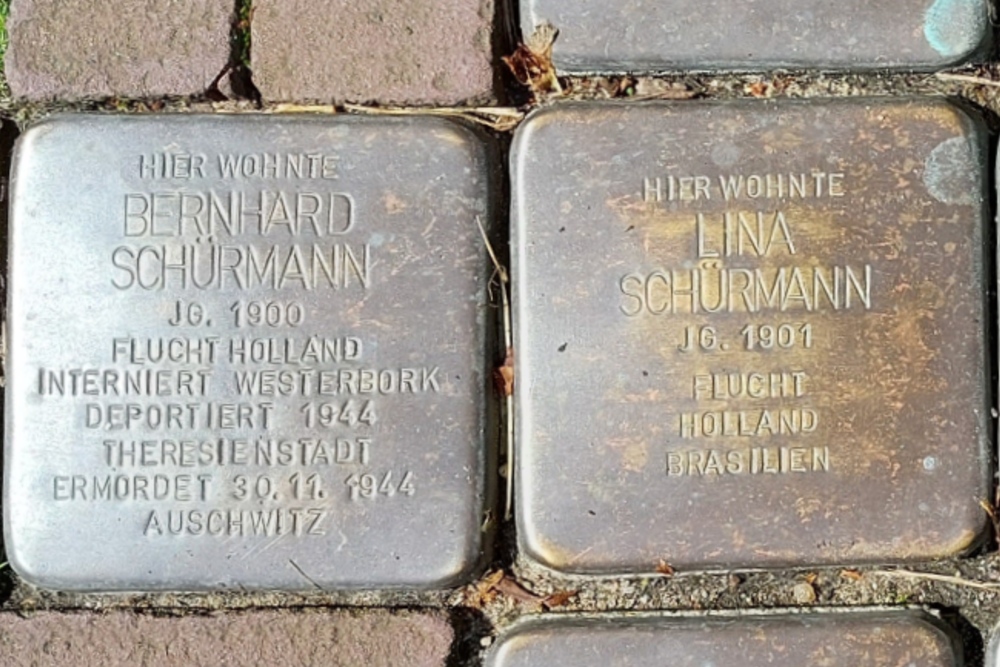 HIER WOHNTE
BERNHARD
SCHÜRMANN
JG. 1900
FLUCHT HOLLAND
INTERNIERT WESTERBORK
DEPORTIERT 1944
THERESIENSTADT
ERMORDET 30.11.1944
AUSCHWITZ
HIER WOHNTE
LINA
SCHÜRMANN
JG. 1901
FLUCHT
HOLLAND
BRASILIEN